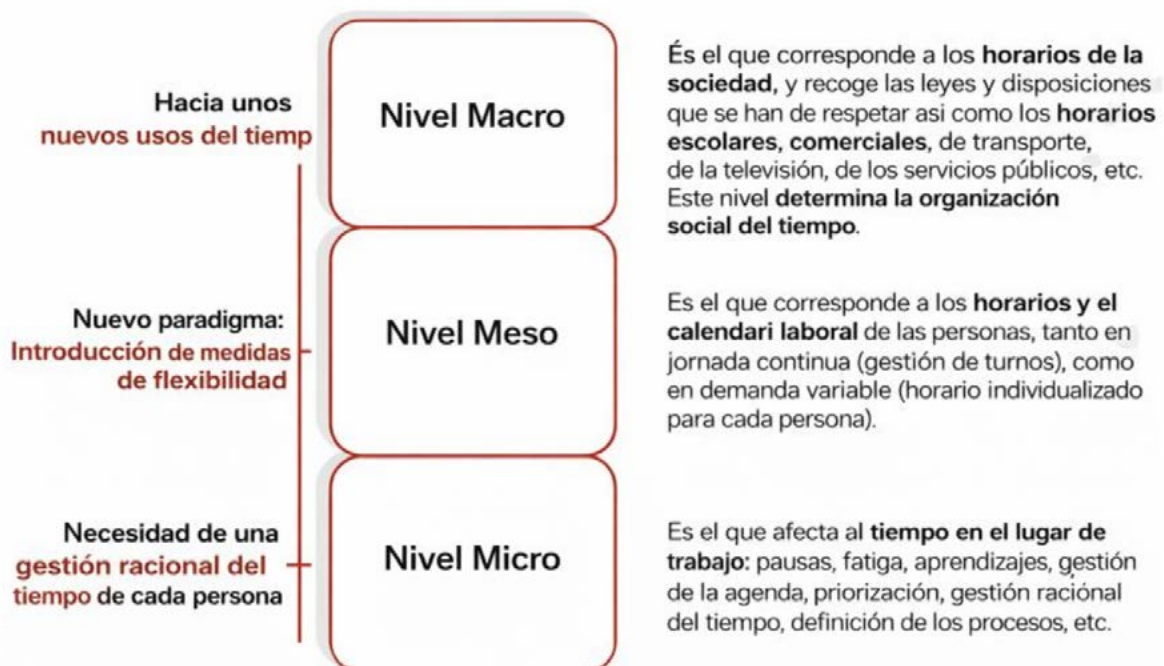 Hacia unos
nuevos usos del tiemp
Nivel Macro
És el que corresponde a los horarios de la
sociedad, y recoge las leyes y disposiciones
que se han de respetar asi como los horarios
escolares, comerciales, de transporte,
de la televisión, de los servicios públicos, etc.
Este nivel determina la organización
social del tiempo.
Nuevo paradigma:
Introducción de medidas
de flexibilidad
Nivel Meso
Es el que corresponde a los horarios y el
calendari laboral de las personas, tanto en
jornada continua (gestión de turnos), como
en demanda variable (horario individualizado
para cada persona).
Necesidad de una
gestión racional del
tiempo de cada persona
Nivel Micro
Es el que afecta al tiempo en el lugar de
trabajo: pausas, fatiga, aprendizajes, gestión
de la agenda, priorización, gestión raciónal
del tiempo, definición de los procesos, etc.